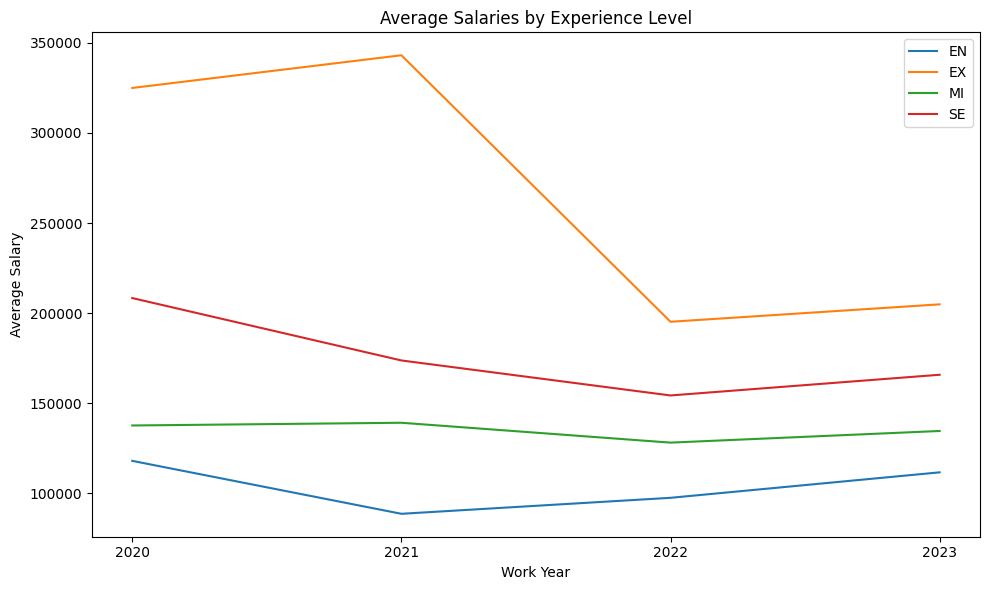 Average Salaries by Experience Level
EN
EX
MI
SE
Average Salary
350000
300000
250000
200000
150000
100000
2020
2021
2022
2023
Work Year